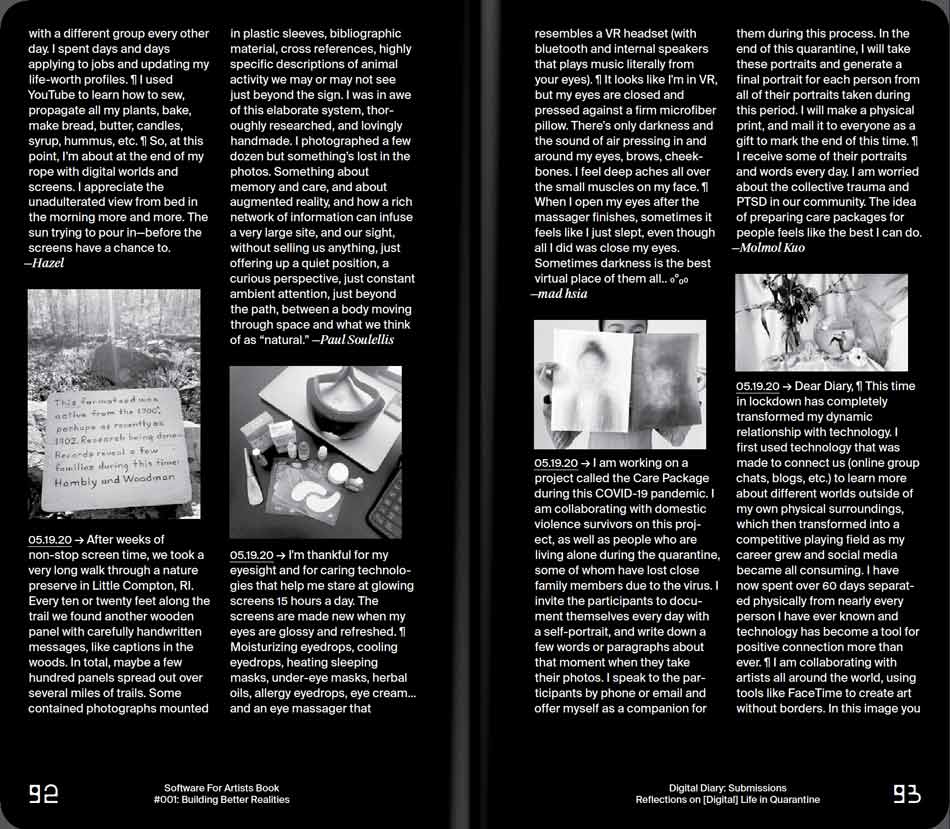 with a different group every other
day. I spent days and days
applying to jobs and updating my
life-worth profiles. ¶ I used
YouTube to learn how to sew,
propagate all my plants, bake,
make bread, butter, candles,
syrup, hummus, etc. ¶ So, at this
point, I'm about at the end of my
rope with digital worlds and
screens. I appreciate the
unadulterated view from bed in
the morning more and more. The
sun trying to pour in—before the
screens have a chance to.
—Hazel
This farmstead was
active from the 1700's,
perhaps as recently as
1902. Research being done.
Records reveal a few
families during this time:
Hambly and Woodman
05.19.20 → After weeks of
non-stop screen time, we took a
very long walk through a nature
preserve in Little Compton, RI.
Every ten or twenty feet along the
trail we found another wooden
panel with carefully handwritten
messages, like captions in the
woods. In total, maybe a few
hundred panels spread out over
several miles of trails. Some
contained photographs mounted
in plastic sleeves, bibliographic
material, cross references, highly
specific descriptions of animal
activity we may or may not see
just beyond the sign. I was in awe
of this elaborate system, thor-
oughly researched, and lovingly
handmade. I photographed a few
dozen but something's lost in the
photos. Something about
memory and care, and about
augmented reality, and how a rich
network of information can infuse
a very large site, and our sight,
without selling us anything, just
offering up a quiet position, a
curious perspective, just constant
ambient attention, just beyond
the path, between a body moving
through space and what we think
of as “natural.” —Paul Soulellis
05.19.20 → I'm thankful for my
eyesight and for caring technolo-
gies that help me stare at glowing
screens 15 hours a day. The
screens are made new when my
eyes are glossy and refreshed. ¶
Moisturizing eyedrops, cooling
eyedrops, heating sleeping
masks, under-eye masks, herbal
oils, allergy eyedrops, eye cream...
and an eye massager that
92
Software For Artists Book
#001: Building Better Realities
resembles a VR headset (with
bluetooth and internal speakers
that plays music literally from
your eyes). ¶ It looks like I'm in VR,
but my eyes are closed and
pressed against a firm microfiber
pillow. There's only darkness and
the sound of air pressing in and
around my eyes, brows, cheek-
bones. I feel deep aches all over
the small muscles on my face. ¶
When I open my eyes after the
massager finishes, sometimes it
feels like I just slept, even though
all I did was close my eyes.
Sometimes darkness is the best
virtual place of them all.. ₒ°ₒ₀
—mad hsia
05.19.20 → I am working on a
project called the Care Package
during this COVID-19 pandemic. I
am collaborating with domestic
violence survivors on this proj-
ect, as well as people who are
living alone during the quarantine,
some of whom have lost close
family members due to the virus. I
invite the participants to docu-
ment themselves every day with
a self-portrait, and write down a
few words or paragraphs about
that moment when they take
their photos. I speak to the par-
ticipants by phone or email and
offer myself as a companion for
them during this process. In the
end of this quarantine, I will take
these portraits and generate a
final portrait for each person from
all of their portraits taken during
this period. I will make a physical
print, and mail it to everyone as a
gift to mark the end of this time. ¶
I receive some of their portraits
and words every day. I am worried
about the collective trauma and
PTSD in our community. The idea
of preparing care packages for
people feels like the best I can do.
—Molmol Kuo
05.19.20 → Dear Diary, ¶ This time
in lockdown has completely
transformed my dynamic
relationship with technology. I
first used technology that was
made to connect us (online group
chats, blogs, etc.) to learn more
about different worlds outside of
my own physical surroundings,
which then transformed into a
competitive playing field as my
career grew and social media
became all consuming. I have
now spent over 60 days separat-
ed physically from nearly every
person I have ever known and
technology has become a tool for
positive connection more than
ever. ¶ I am collaborating with
artists all around the world, using
tools like FaceTime to create art
without borders. In this image you
Digital Diary: Submissions
Reflections on [Digital] Life in Quarantine
93